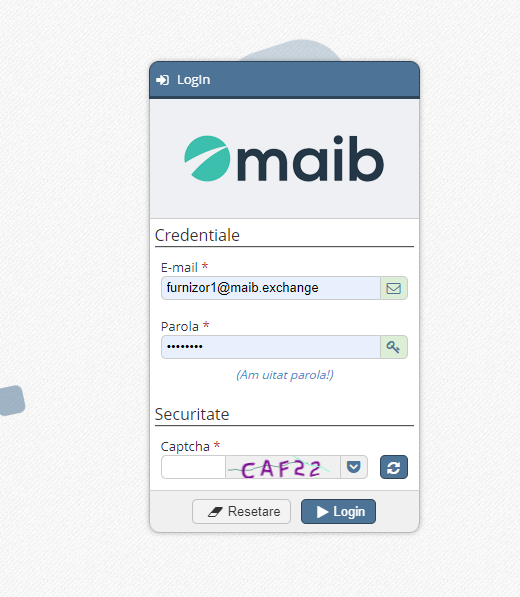 LogIn
maib
Credentiale
E-mail *
furnizor1@maib.exchange
Parola *
••••••••
(Am uitat parola!)
Securitate
Captcha *
CAF22
Resetare
Login